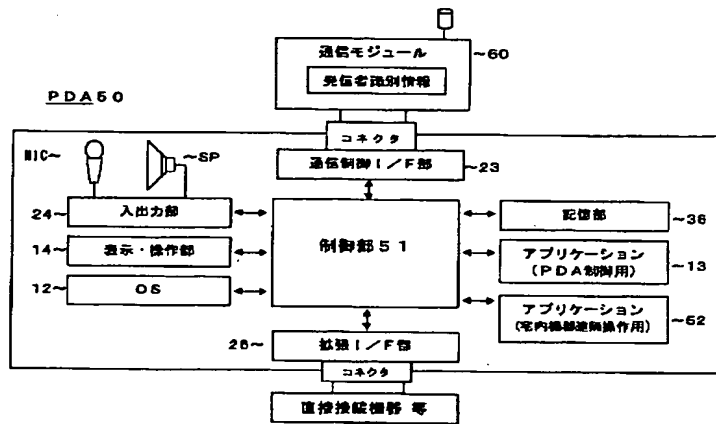 通信モジュール
~60
発信者識別情報
PDA50
コネクタ
MIC~
~SP
通信制御I/F部
~23
24~
入出力部
制御部51
記憶部
~36
14~
表示・操作部
アプリケーション
(PDA制御用)
~13
12~
OS
アプリケーション
(宅内機器遠隔操作用)
~52
26~
拡張I/F部
コネクタ
直接接続機器 等